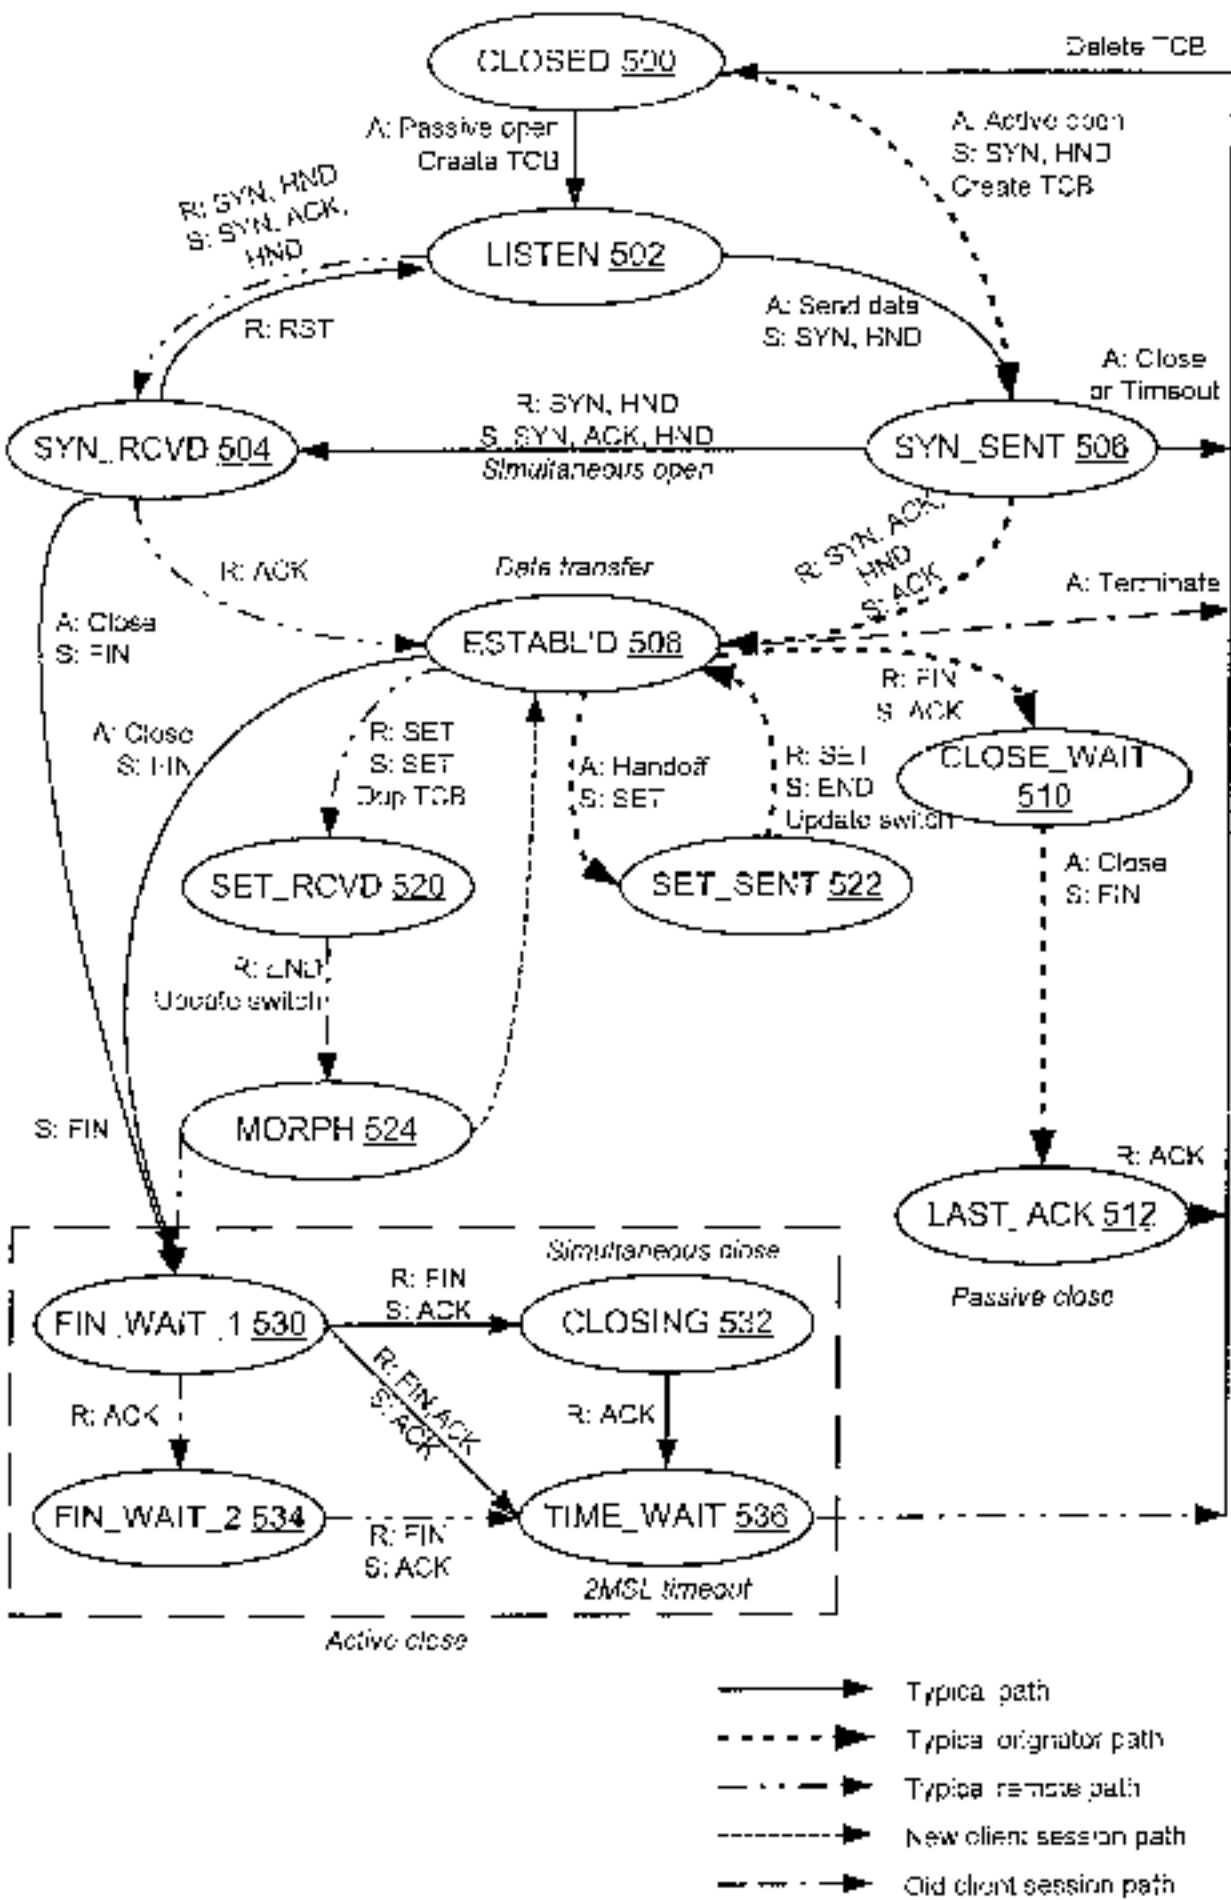 CLOSED 500
Delete TCB
A: Passive open
Create TCB
A: Active open
S: SYN, HND
Create TCB
R: SYN, HND
S: SYN, ACK,
HND
LISTEN 502
R: RST
A: Send data
S: SYN, HND
A: Close
or Timeout
R: SYN, HND
S: SYN, ACK, HND
Simultaneous open
SYN_RCVD 504
SYN_SENT 506
R: SYN, ACK,
HND
S: ACK
R: ACK
Data transfer
A: Terminate
A: Close
S: FIN
ESTABL'D 508
R: FIN
S: ACK
A: Close
S: FIN
R: SET
S: SET
Dup TCB
A: Handoff
S: SET
R: SET
S: END
Update switch
CLOSE_WAIT
510
SET_RCVD 520
SET_SENT 522
A: Close
S: FIN
R: END
Update switch
MORPH 524
S: FIN
R: ACK
LAST_ACK 512
Passive close
Simultaneous close
FIN_WAIT_1 530
R: FIN
S: ACK
CLOSING 532
R: FIN,ACK
S: ACK
R: ACK
R: ACK
FIN_WAIT_2 534
R: FIN
S: ACK
TIME_WAIT 536
2MSL timeout
Active close
Typical path
Typical orignator path
Typical remote path
New client session path
Old client session path